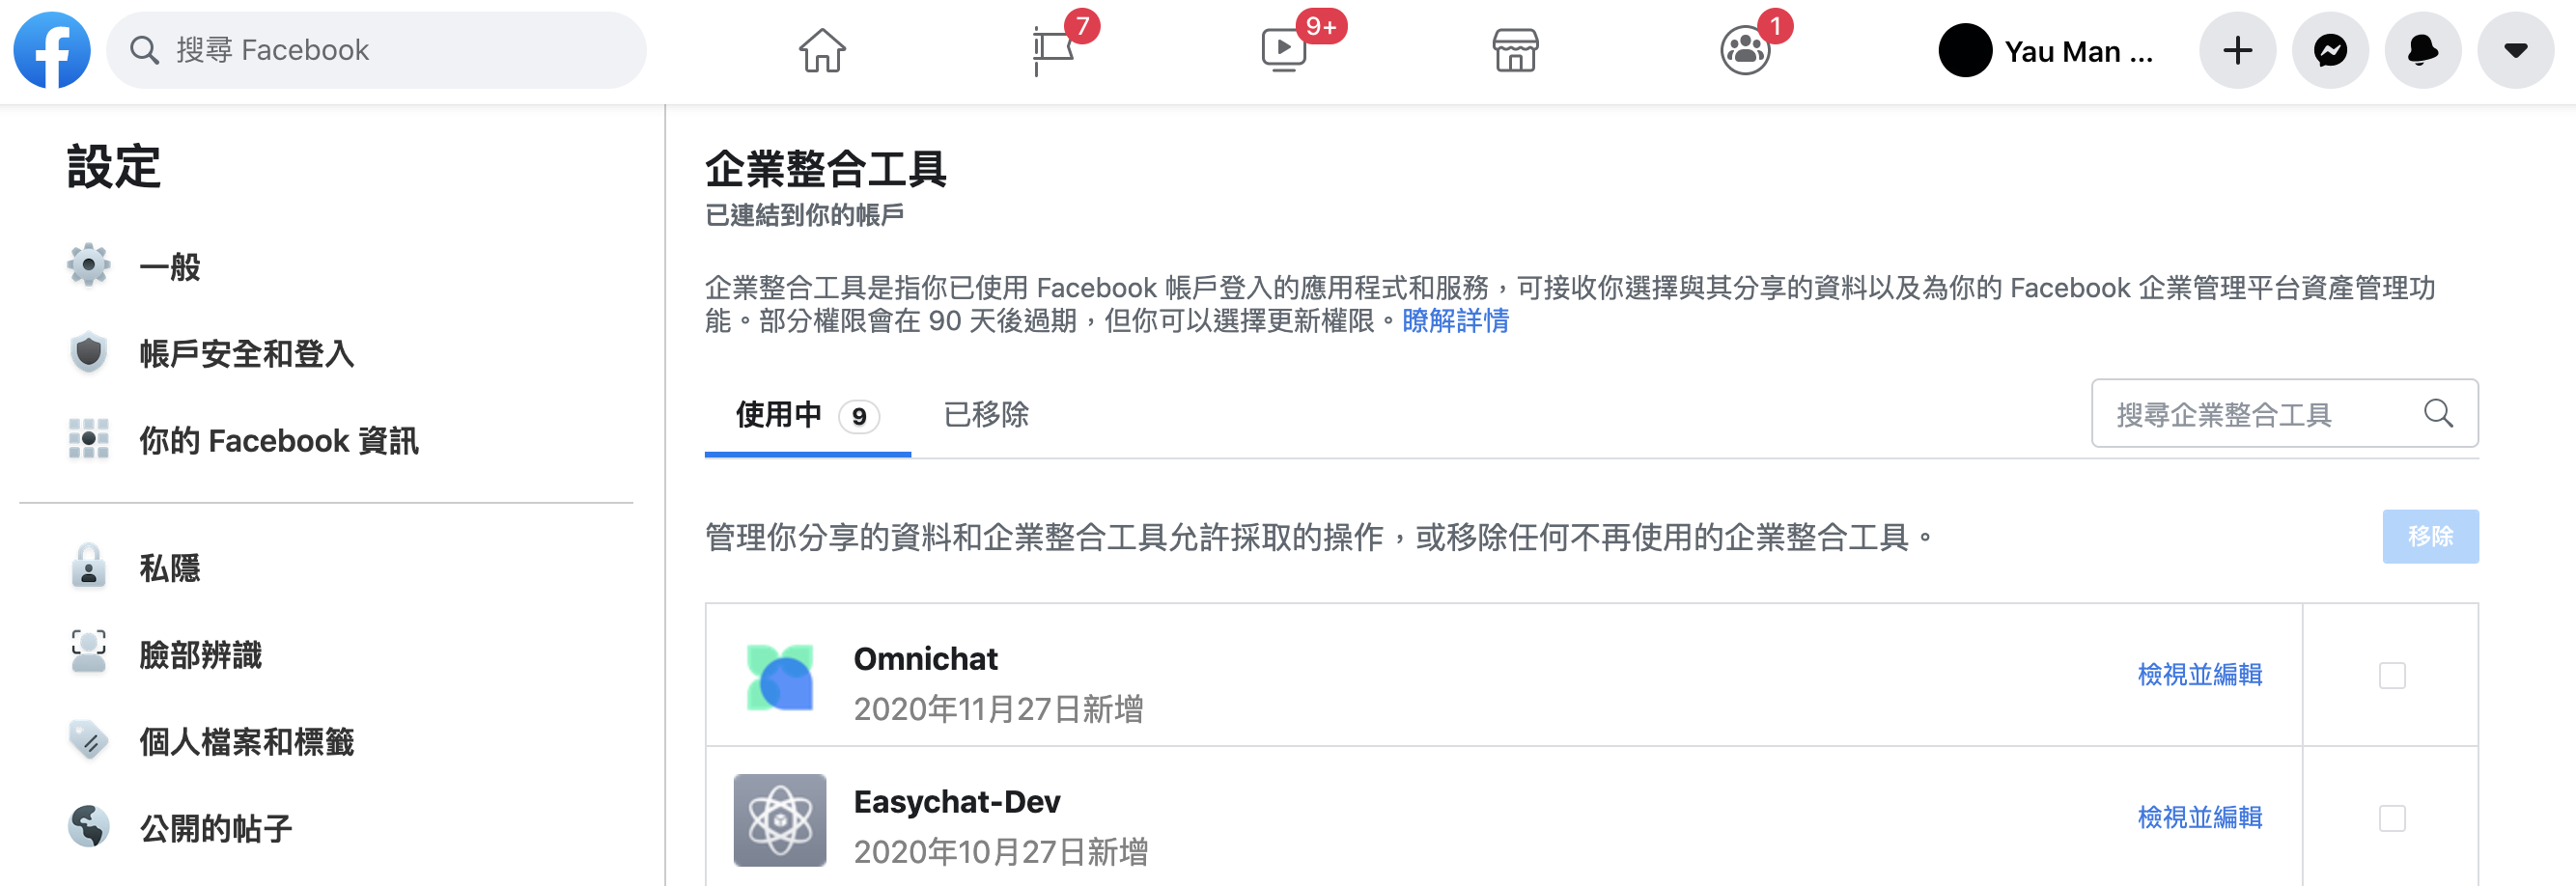 搜尋 Facebook
7
9+
1
Yau Man ...
設定
一般
帳戶安全和登入
你的 Facebook 資訊
私隱
臉部辨識
個人檔案和標籤
公開的帖子
企業整合工具
已連結到你的帳戶
企業整合工具是指你已使用 Facebook 帳戶登入的應用程式和服務，可接收你選擇與其分享的資料以及為你的 Facebook 企業管理平台資產管理功
能。部分權限會在 90 天後過期，但你可以選擇更新權限。瞭解詳情
使用中 9 已移除
搜尋企業整合工具
管理你分享的資料和企業整合工具允許採取的操作，或移除任何不再使用的企業整合工具。
移除
Omnichat
2020年11月27日新增
檢視並編輯
Easychat-Dev
2020年10月27日新增
檢視並編輯